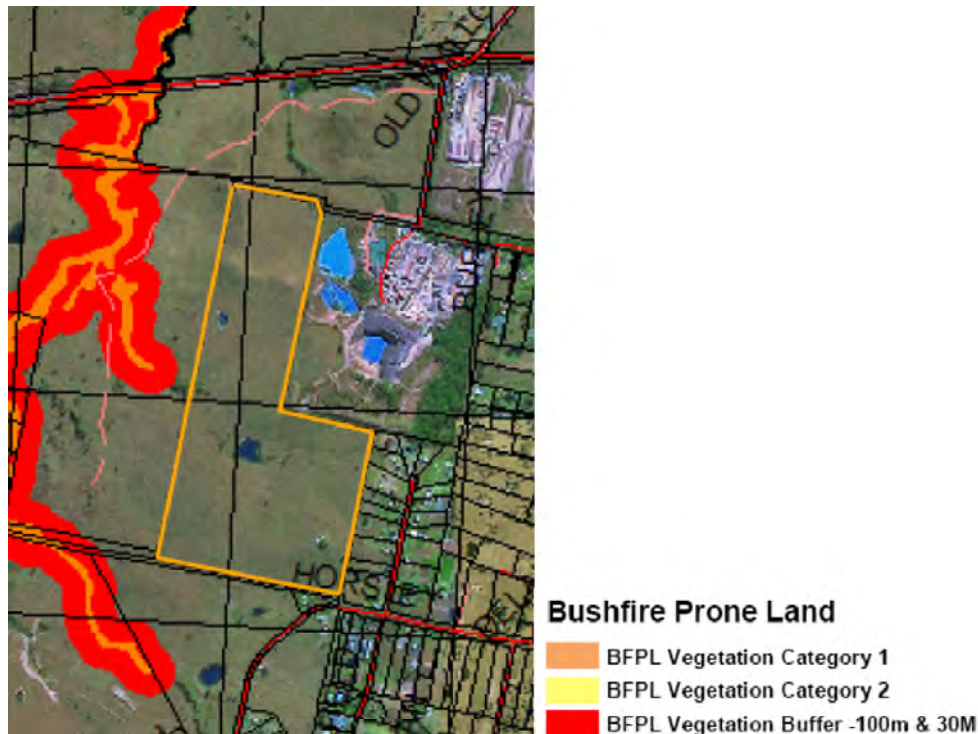 OLD
HORS
Bushfire Prone Land
BFPL Vegetation Category 1
BFPL Vegetation Category 2
BFPL Vegetation Buffer -100m & 30M